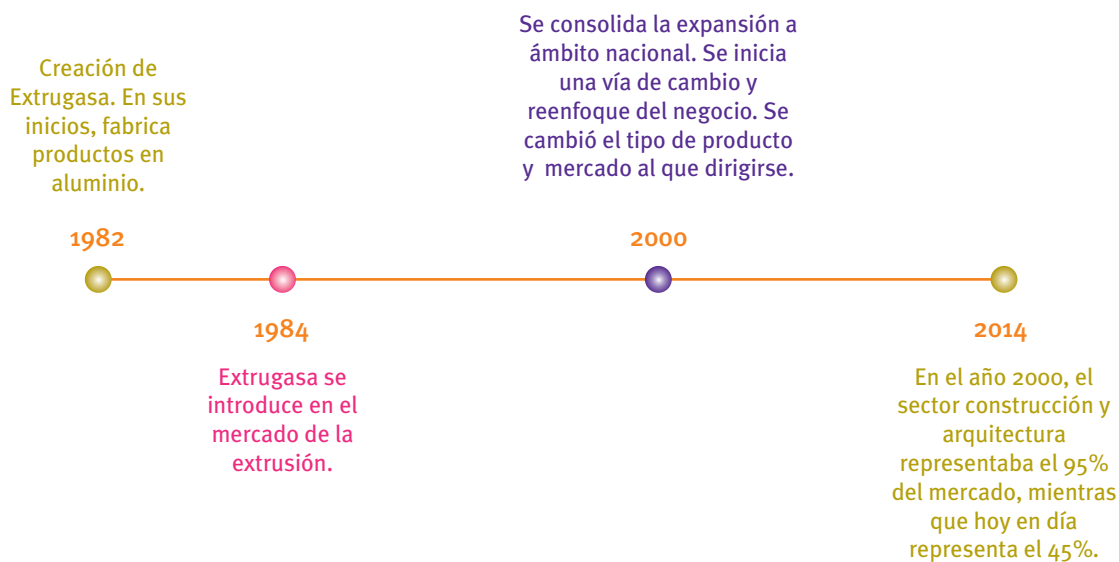 Creación de
Extrugasa. En sus
inicios, fabrica
productos en
aluminio.
1982
1984
Extrugasa se
introduce en el
mercado de la
extrusión.
Se consolida la expansión a
ámbito nacional. Se inicia
una vía de cambio y
reenfoque del negocio. Se
cambió el tipo de producto
y mercado al que dirigirse.
2000
2014
En el año 2000, el
sector construcción y
arquitectura
representaba el 95%
del mercado, mientras
que hoy en día
representa el 45%.